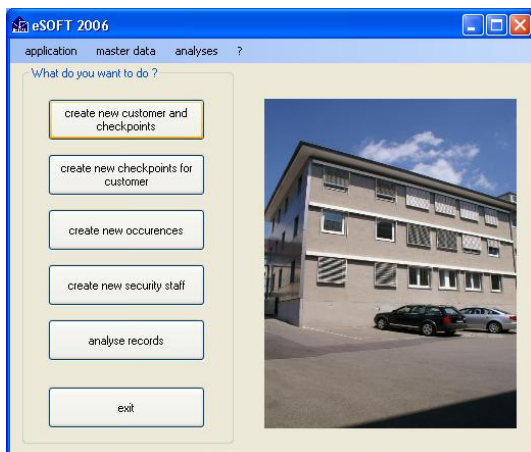 eSOFT 2006
application master data analyses ?
What do you want to do ?
create new customer and
checkpoints
create new checkpoints for
customer
create new occurences
create new security staff
analyse records
exit